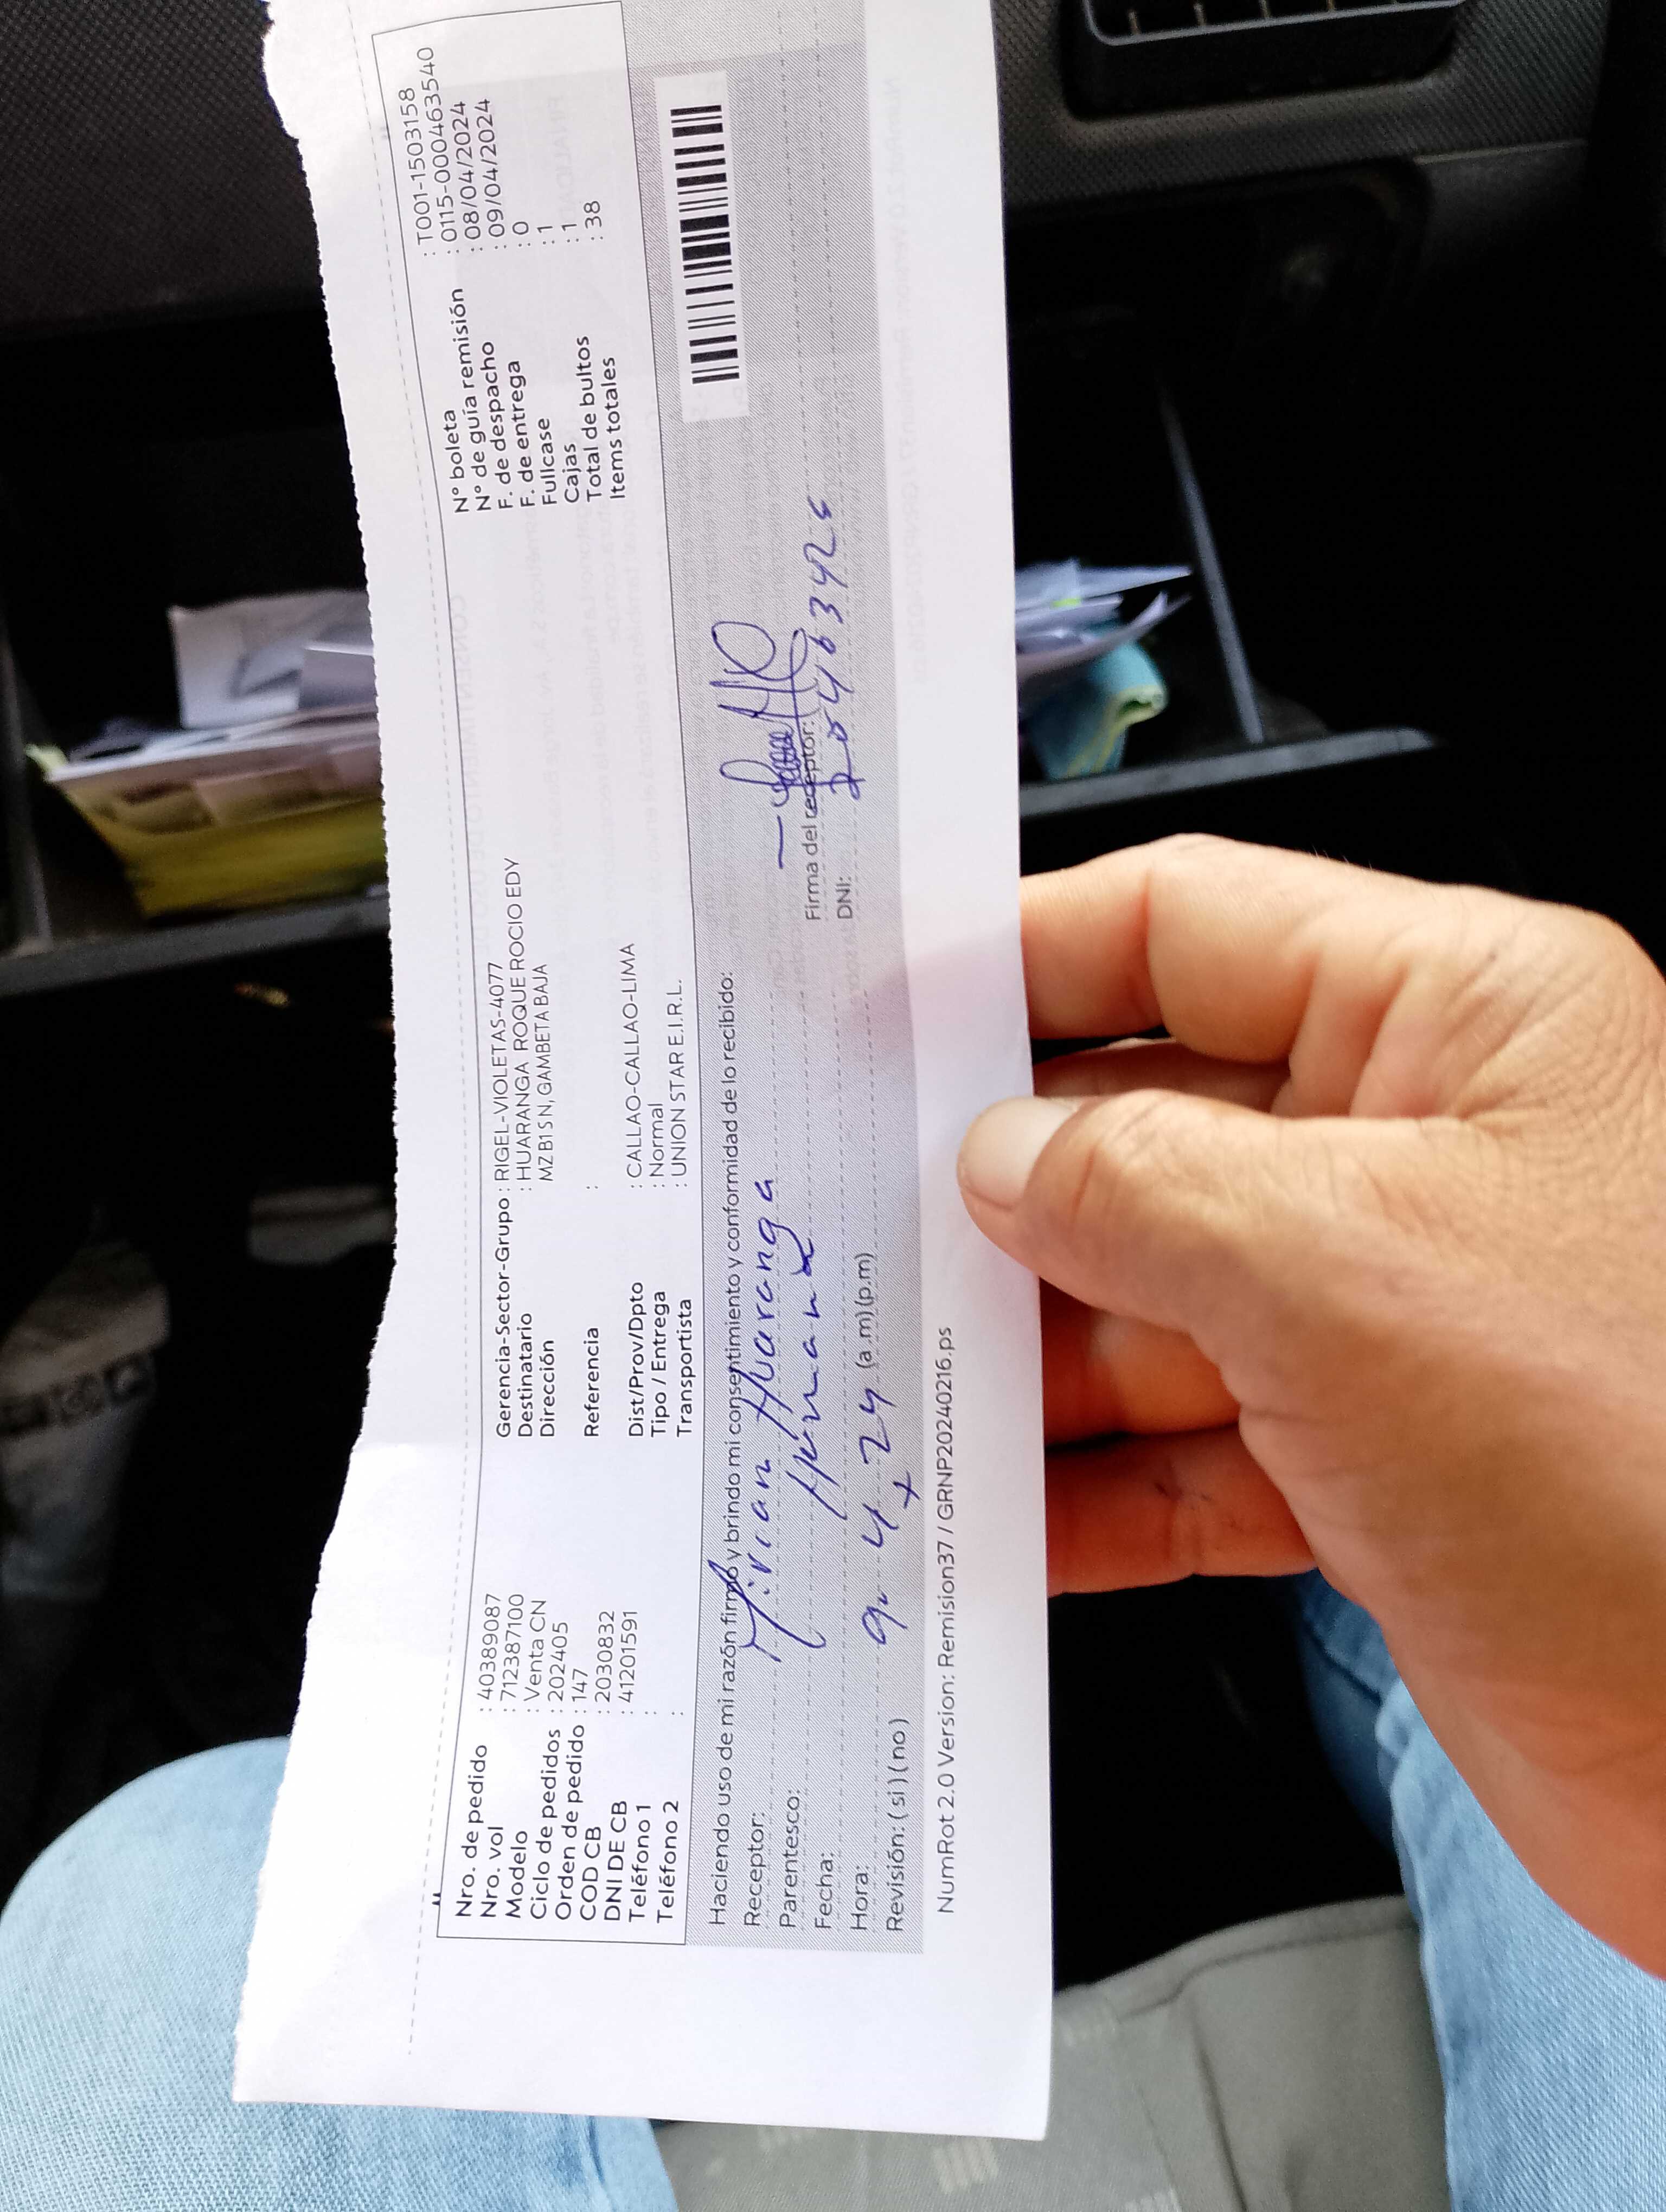 Nro. de pedido : 40389087
Nro. vol : 712387100
Modelo : Venta CN
Ciclo de pedidos : 202405
Orden de pedido : 147
COD CB : 2030832
DNI DE CB : 41201591
Teléfono 1 :
Teléfono 2 :
Gerencia-Sector-Grupo : RIGEL-VIOLETAS-4077
Destinatario : HUARANGA ROQUE ROCIO EDY
Dirección MZ B1 S N, GAMBETA BAJA
Referencia :
Dist/Prov/Dpto : CALLAO-CALLAO-LIMA
Tipo / Entrega : Normal
Transportista : UNION STAR E.I.R.L.
N° boleta : T001-1503158
N° de guía remisión : 0115-0004463540
F. de despacho : 08/04/2024
F. de entrega : 09/04/2024
Fullcase : 0
Cajas : 1
Total de bultos : 1
Items totales : 38
Haciendo uso de mi razón firmo y brindo mi consentimiento y conformidad de lo recibido:
Receptor: Mirian Huaranga
Parentesco: Hermana
Fecha: 9 4 24
Hora: (a.m)(p.m)
Revisión: ( si ) ( no )
Firma del receptor:
DNI:
NumRot 2.0 Version: Remision37 / GRNP20240216.ps